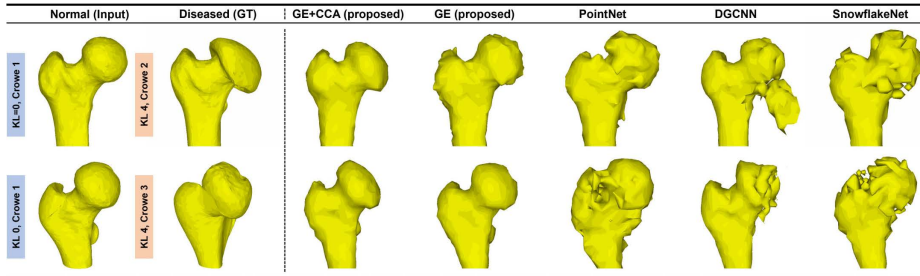 Normal (Input) Diseased (GT) GE+CCA (proposed) GE (proposed) PointNet DGCNN SnowflakeNet
KL=0, Crowe 1
KL 4, Crowe 2
KL 0, Crowe 1
KL 4, Crowe 3